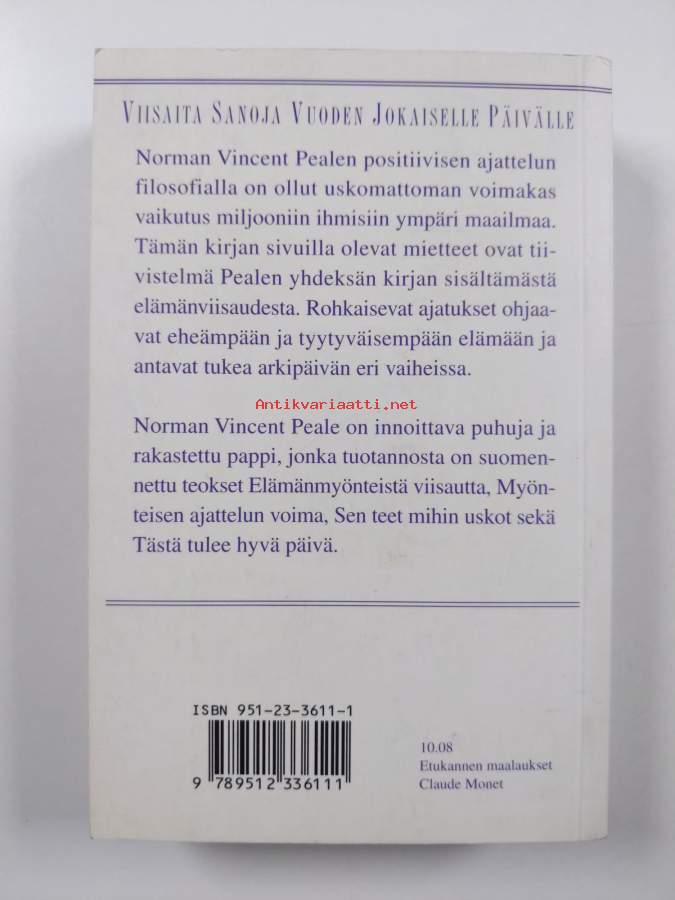 VIISAITA SANOJA VUODEN JOKAISELLE PÄIVÄLLE
Norman Vincent Pealen positiivisen ajattelun
filosofialla on ollut uskomattoman voimakas
vaikutus miljooniin ihmisiin ympäri maailmaa.
Tämän kirjan sivuilla olevat mietteet ovat tii-
vistelmä Pealen yhdeksän kirjan sisältämästä
elämänviisaudesta. Rohkaisevat ajatukset ohjaa-
vat eheämpään ja tyytyväisempään elämään ja
antavat tukea arkipäivän eri vaiheissa.
Antikvariaatti.net
Norman Vincent Peale on innoittava puhuja ja
rakastettu pappi, jonka tuotannosta on suomen-
nettu teokset Elämänmyönteistä viisautta, Myön-
teisen ajattelun voima, Sen teet mihin uskot sekä
Tästä tulee hyvä päivä.
ISBN 951-23-3611-1
9 789512 336111
10.08
Etukannen maalaukset
Claude Monet